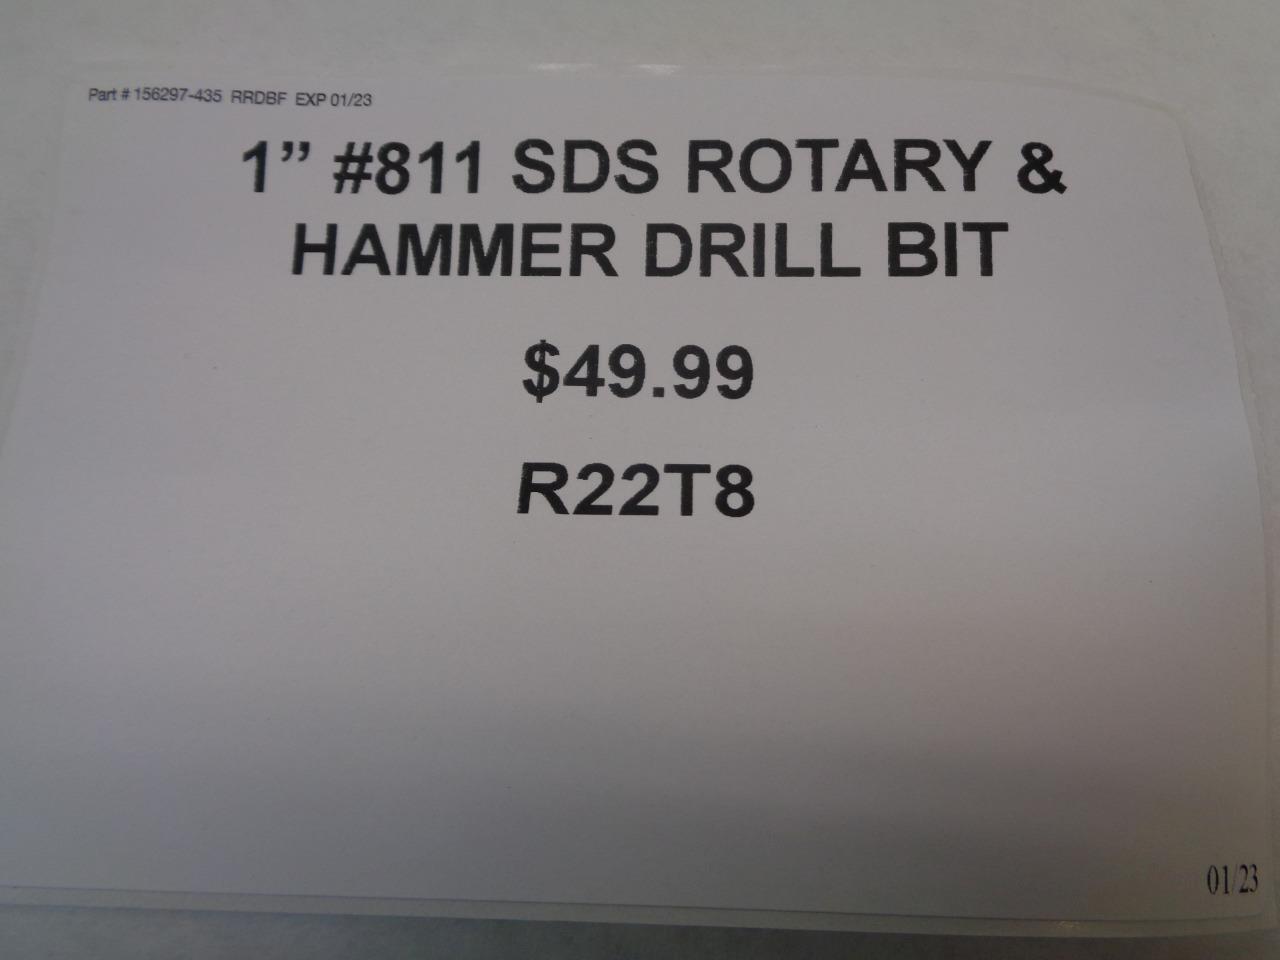 Part # 156297-435 RRDBF EXP 01/23
1” #811 SDS ROTARY &
HAMMER DRILL BIT
$49.99
R22T8
01/23